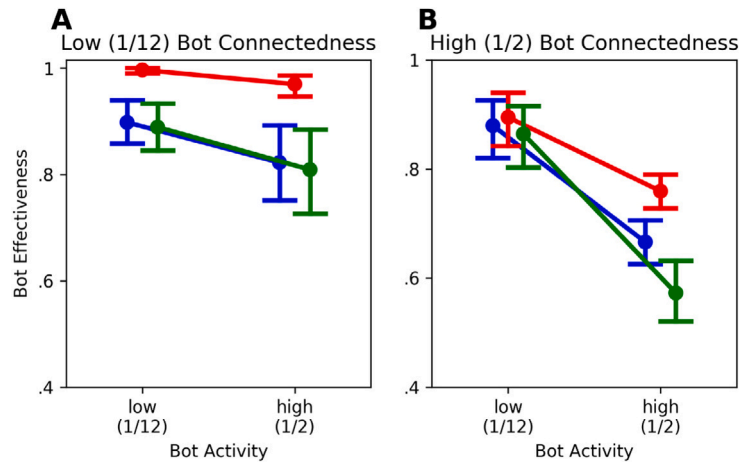 A
Low (1/12) Bot Connectedness
1
.8
.6
.4
Bot Effectiveness
low
(1/12)
high
(1/2)
Bot Activity
B
High (1/2) Bot Connectedness
1
.8
.6
.4
low
(1/12)
high
(1/2)
Bot Activity